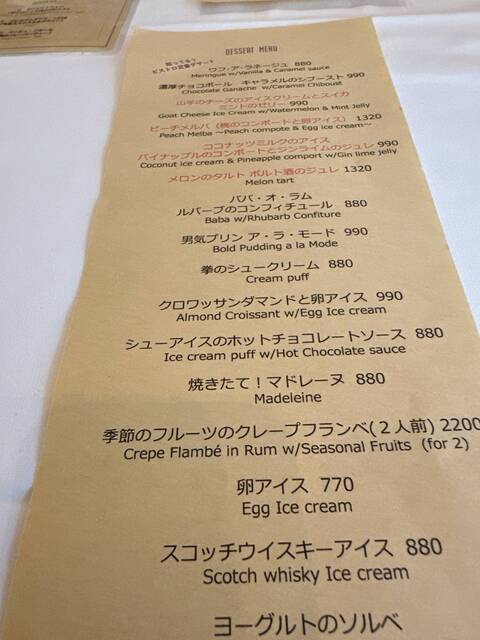 DESSERT MENU
知ってる？
ビストロ定番デザート
ウフ・ア・ラネージュ 880
Meringue w/Vanilla & Caramel sauce
濃厚チョコボール キャラメルのシブースト 990
Chocolate Ganache w/Caramel Chiboust
山羊のチーズのアイスクリームとスイカ
ミントのゼリー 990
Goat Cheese Ice Cream w/Watermelon & Mint Jelly
ピーチメルバ（桃のコンポートと卵アイス） 1320
Peach Melba ～Peach compote & Egg ice cream～
ココナッツミルクのアイス
パイナップルのコンポートとジンライムのジュレ 990
Coconut ice cream & Pineapple comport w/Gin lime jelly
メロンのタルト ポルト酒のジュレ 1320
Melon tart
ババ・オ・ラム
ルバーブのコンフィチュール 880
Baba w/Rhubarb Confiture
男気プリン ア・ラ・モード 990
Bold Pudding a la Mode
拳のシュークリーム 880
Cream puff
クロワッサンダマンドと卵アイス 990
Almond Croissant w/Egg Ice cream
シューアイスのホットチョコレートソース 880
Ice cream puff w/Hot Chocolate sauce
焼きたて！マドレーヌ 880
Madeleine
季節のフルーツのクレープフランベ(２人前) 2200
Crepe Flambé in Rum w/Seasonal Fruits (for 2)
卵アイス 770
Egg Ice cream
スコッチウイスキーアイス 880
Scotch whisky Ice cream
ヨーグルトのソルベ